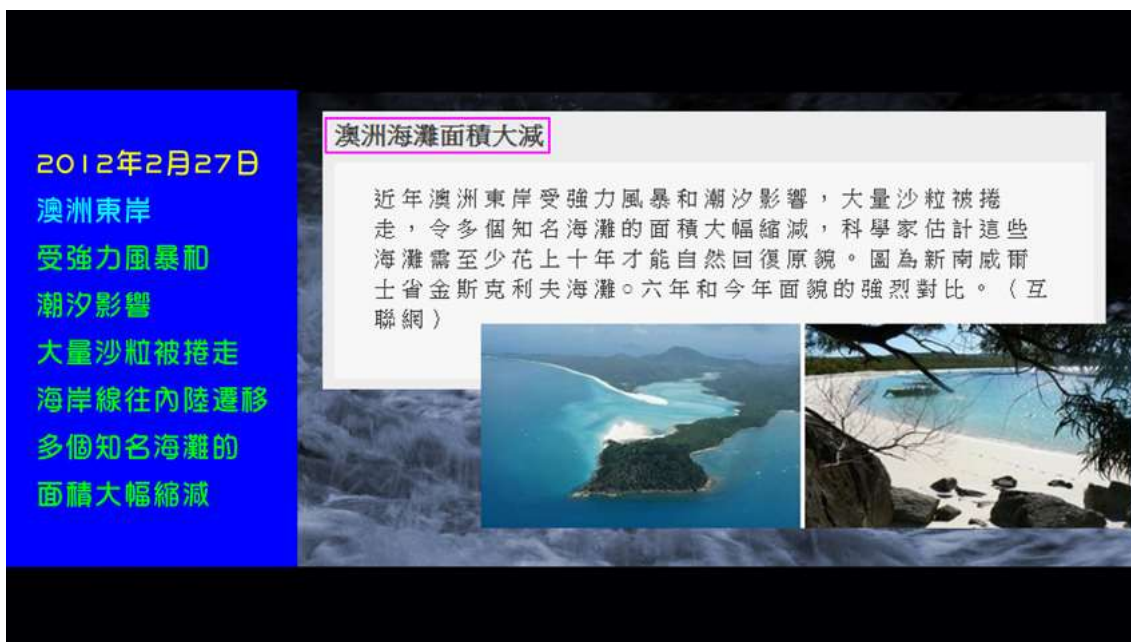 2012年2月27日
澳洲東岸
受強力風暴和
潮汐影響
大量沙粒被捲走
海岸線往內陸遷移
多個知名海灘的
面積大幅縮減
澳洲海灘面積大減
近年澳洲東岸受強力風暴和潮汐影響，大量沙粒被捲
走，令多個知名海灘的面積大幅縮減，科學家估計這些
海灘需至少花上十年才能自然回復原貌。圖為新南威爾
士省金斯克利夫海灘○六年和今年面貌的強烈對比。（互
聯網）